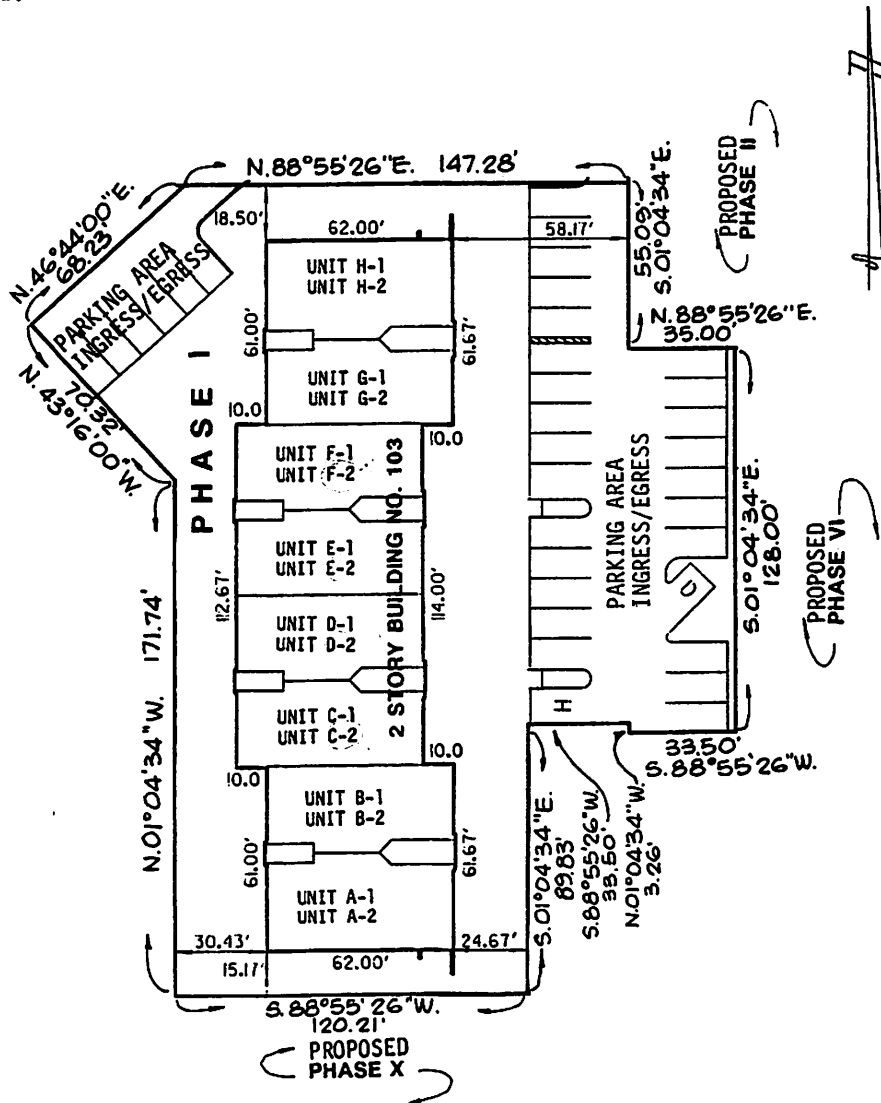 N.88°55'26"E. 147.28'
N.46°44'00"E.
68.23'
PARKING AREA
INGRESS/EGRESS
N. 43°16'00"W.
70.32'
18.50'
62.00'
58.17'
55.09'
S.01°04'34"E.
PROPOSED
PHASE II
N.88°55'26"E.
35.00'
PHASE I
UNIT H-1
UNIT H-2
61.00'
61.67'
UNIT G-1
UNIT G-2
10.0
10.0
UNIT F-1
UNIT F-2
UNIT E-1
UNIT E-2
112.67'
114.00'
2 STORY BUILDING NO. 103
UNIT D-1
UNIT D-2
UNIT C-1
UNIT C-2
10.0
10.0
PARKING AREA
INGRESS/EGRESS
S.01°04'34"E.
128.00'
PROPOSED
PHASE VI
D
H
33.50'
S.88°55'26"W.
N.01°04'34"W. 171.74'
UNIT B-1
UNIT B-2
61.00'
61.67'
UNIT A-1
UNIT A-2
S.01°04'34"E.
89.83'
S.88°55'26"W.
33.50'
N.01°04'34"W.
3.26'
30.43'
24.67'
15.17'
62.00'
S.88°55'26"W.
120.21'
PROPOSED
PHASE X